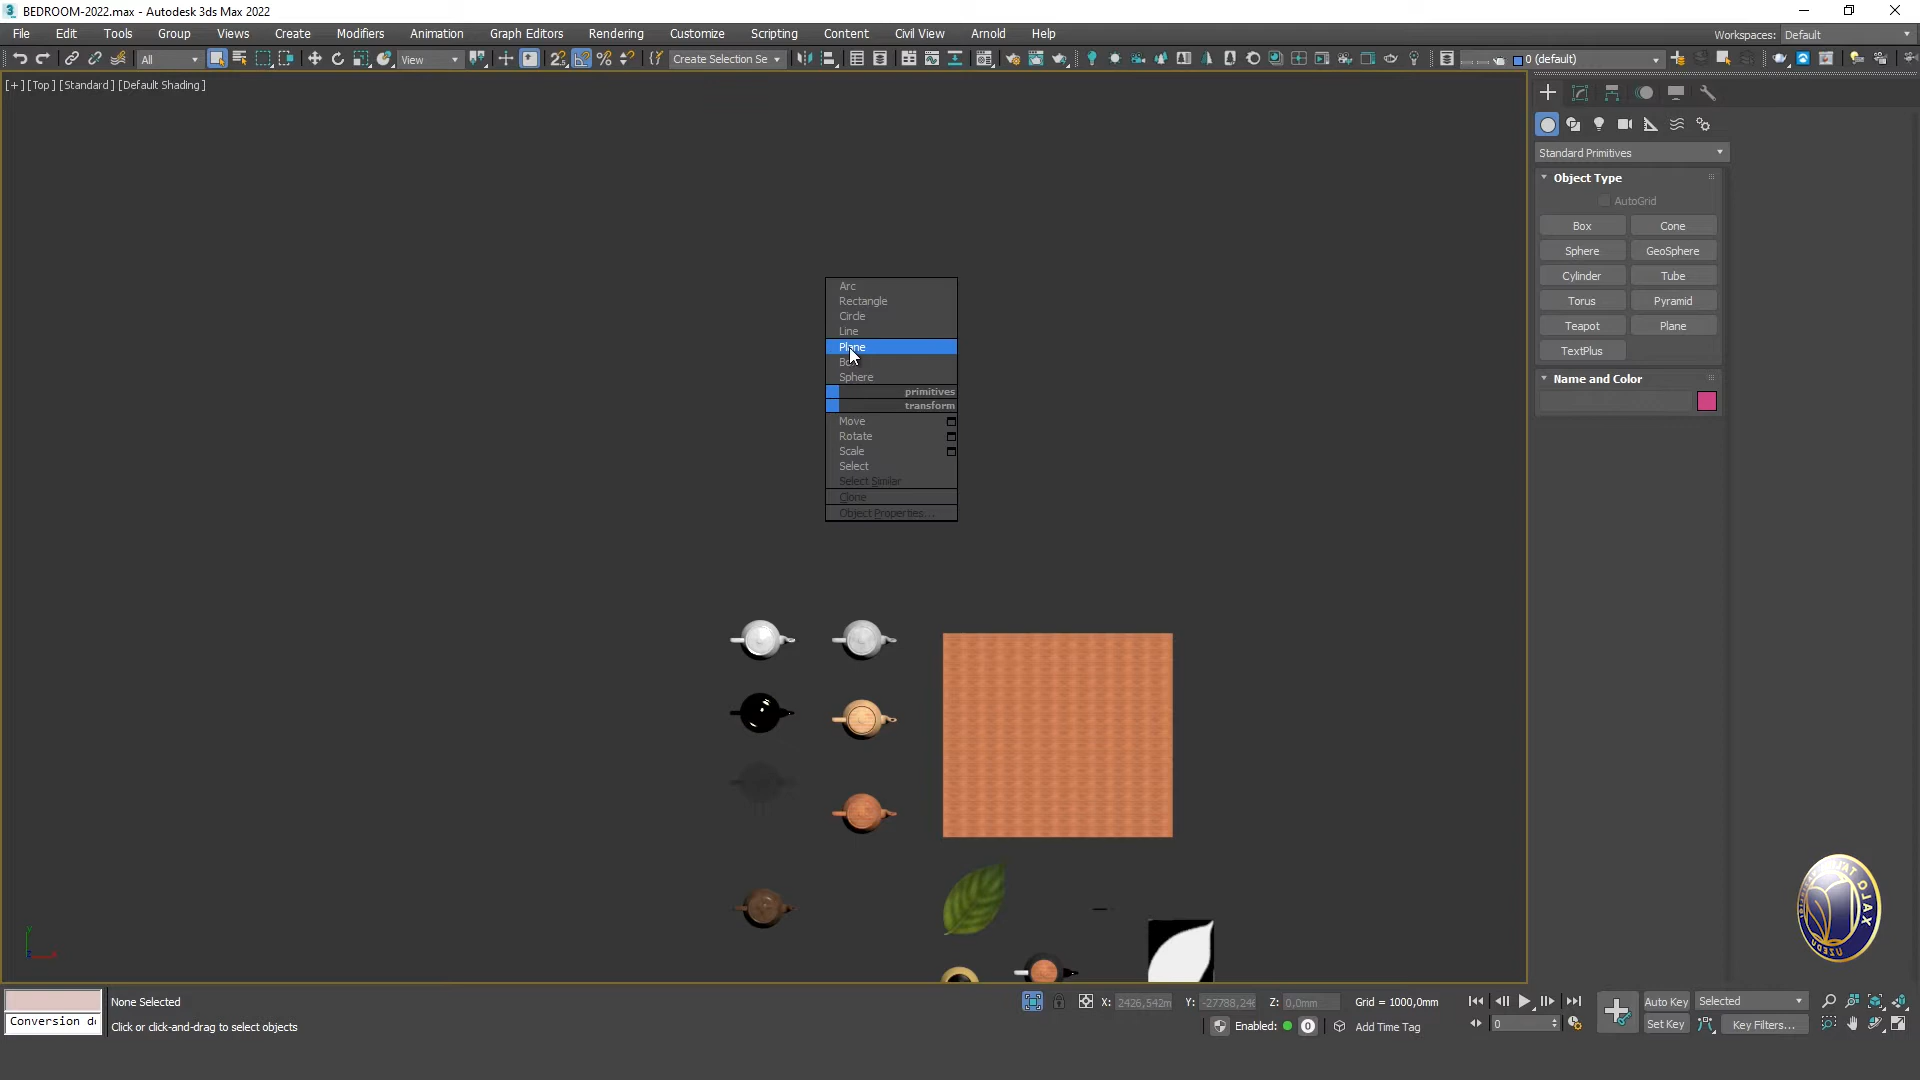 BEDROOM-2022.max - Autodesk 3ds Max 2022
File Edit Tools Group Views Create Modifiers Animation Graph Editors Rendering Customize Scripting Content Civil View Arnold Help
Workspaces: Default
All
View
Create Selection Se
0 (default)
[+] [Top] [Standard] [Default Shading]
Standard Primitives
Object Type
AutoGrid
Box Cone
Sphere GeoSphere
Cylinder Tube
Torus Pyramid
Teapot Plane
TextPlus
Name and Color
Arc
Rectangle
Circle
Line
Plane
Sphere
primitives
transform
Move
Rotate
Scale
Select
Select Similar
Clone
Object Properties...
None Selected
Conversion d
Click or click-and-drag to select objects
X: 2426,542m Y: -27788,246 Z: 0,0mm Grid = 1000,0mm
Enabled: 0 Add Time Tag
0
Auto Key Selected
Set Key Key Filters...